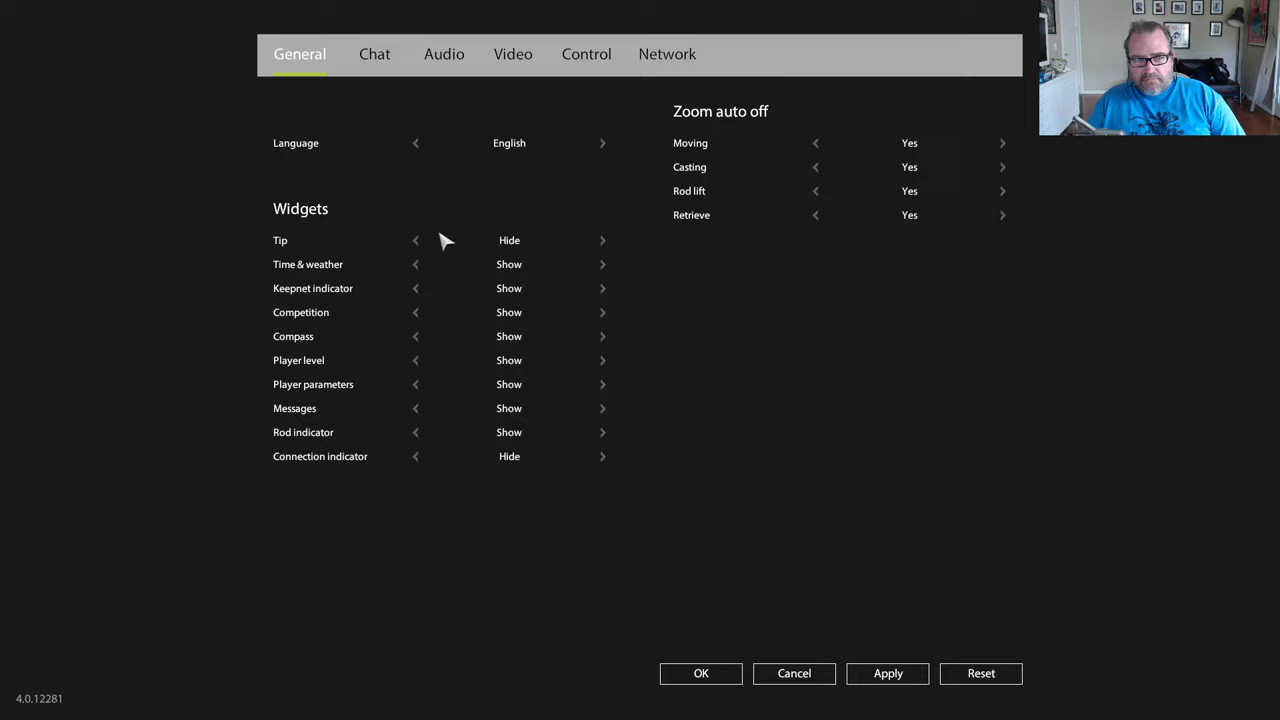 General Chat Audio Video Control Network
Language English
Widgets
Tip Hide
Time & weather Show
Keepnet indicator Show
Competition Show
Compass Show
Player level Show
Player parameters Show
Messages Show
Rod indicator Show
Connection indicator Hide
Zoom auto off
Moving Yes
Casting Yes
Rod lift Yes
Retrieve Yes
OK Cancel Apply Reset
4.0.12281